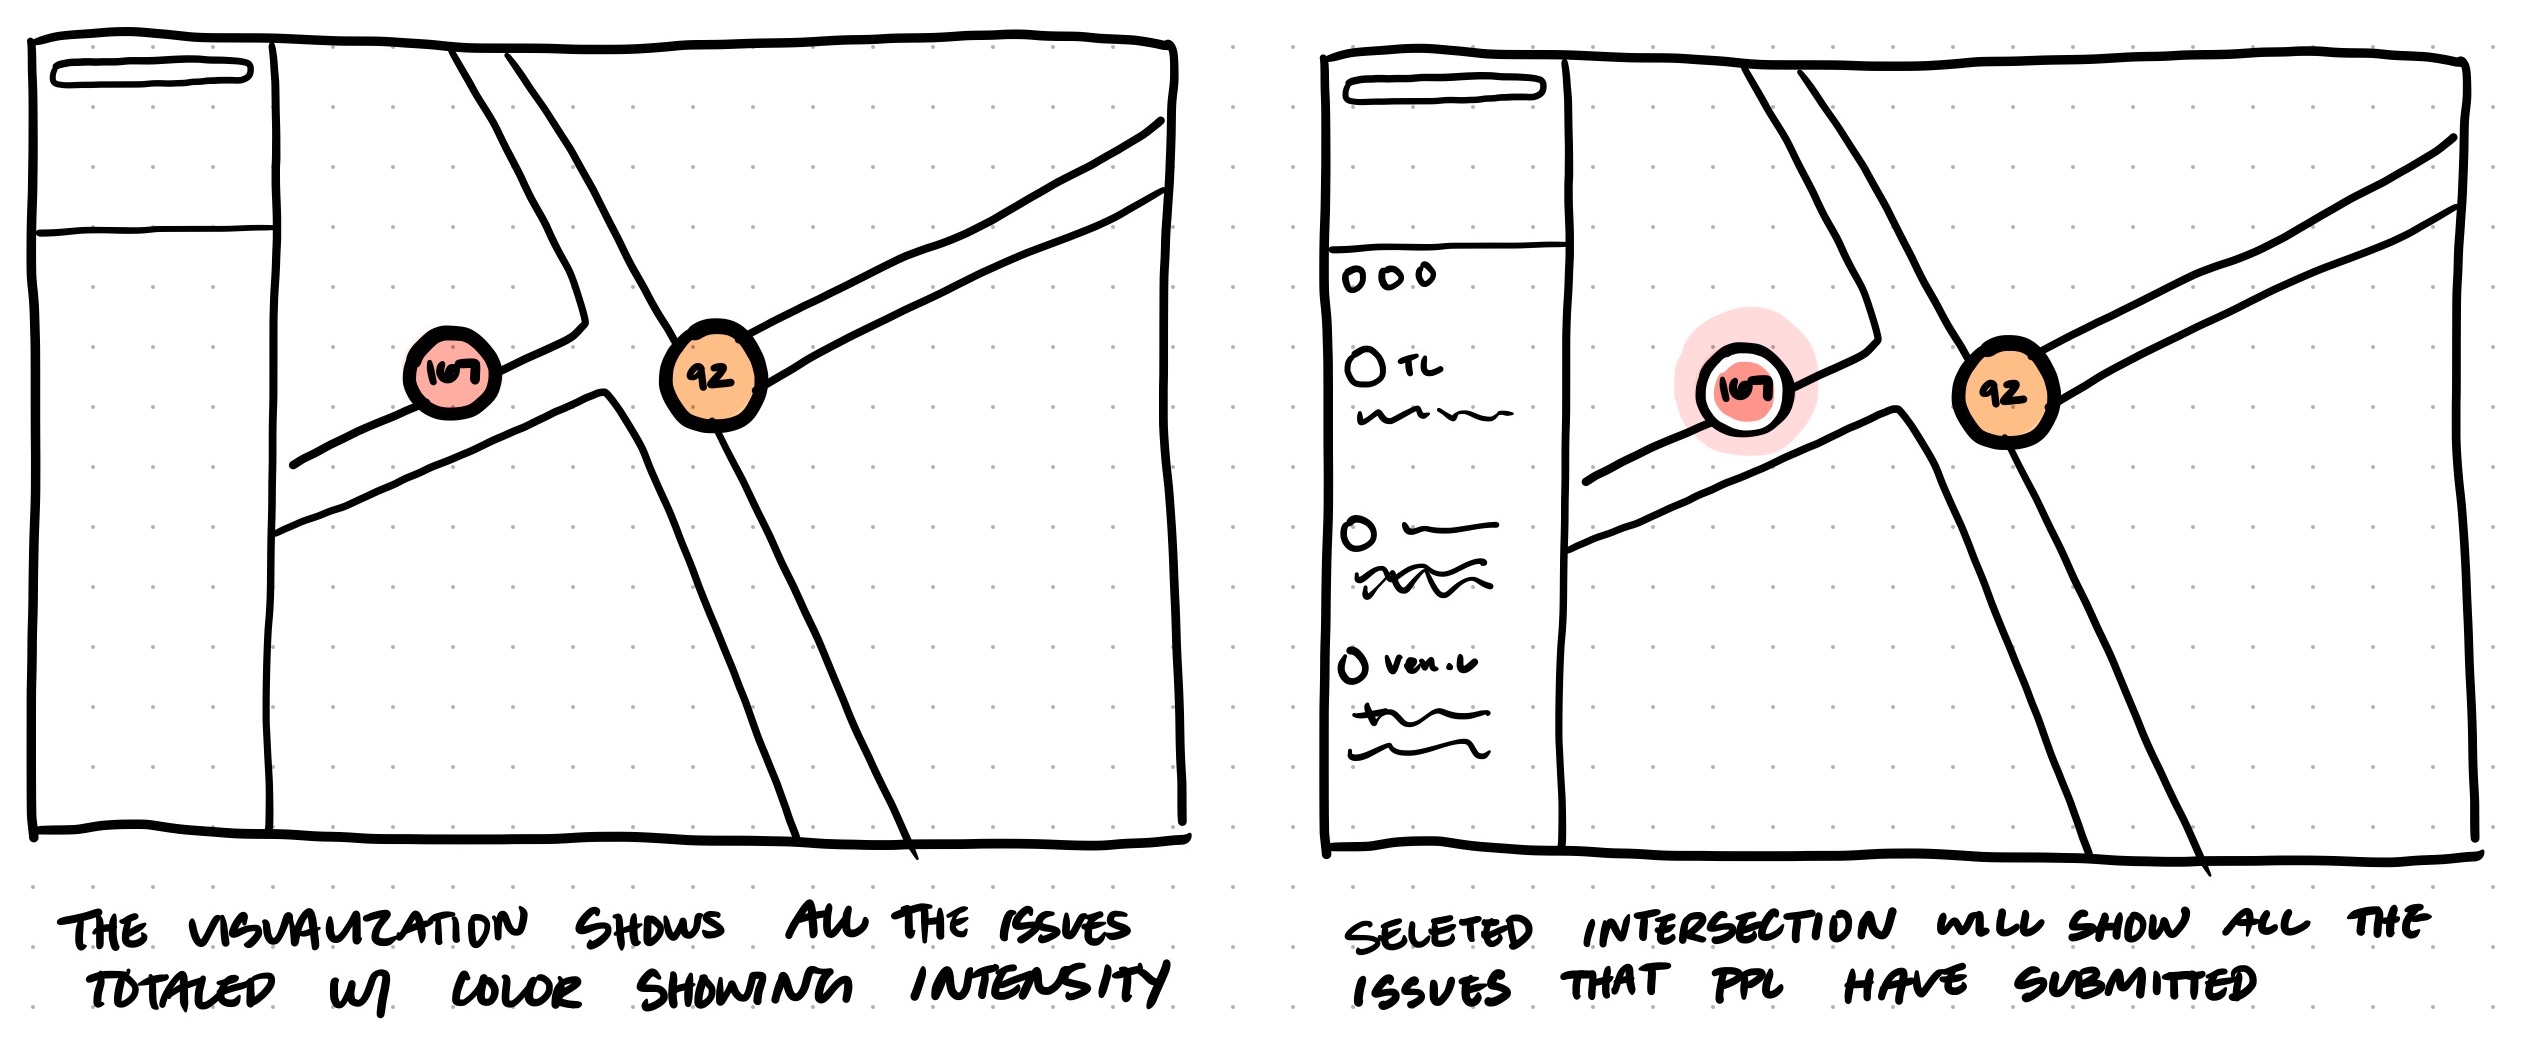 167
92
THE VISUALIZATION SHOWS ALL THE ISSUES
TOTALED W/ COLOR SHOWING INTENSITY
TL
Ven.
167
92
SELETED INTERSECTION WILL SHOW ALL THE
ISSUES THAT PPL HAVE SUBMITTED